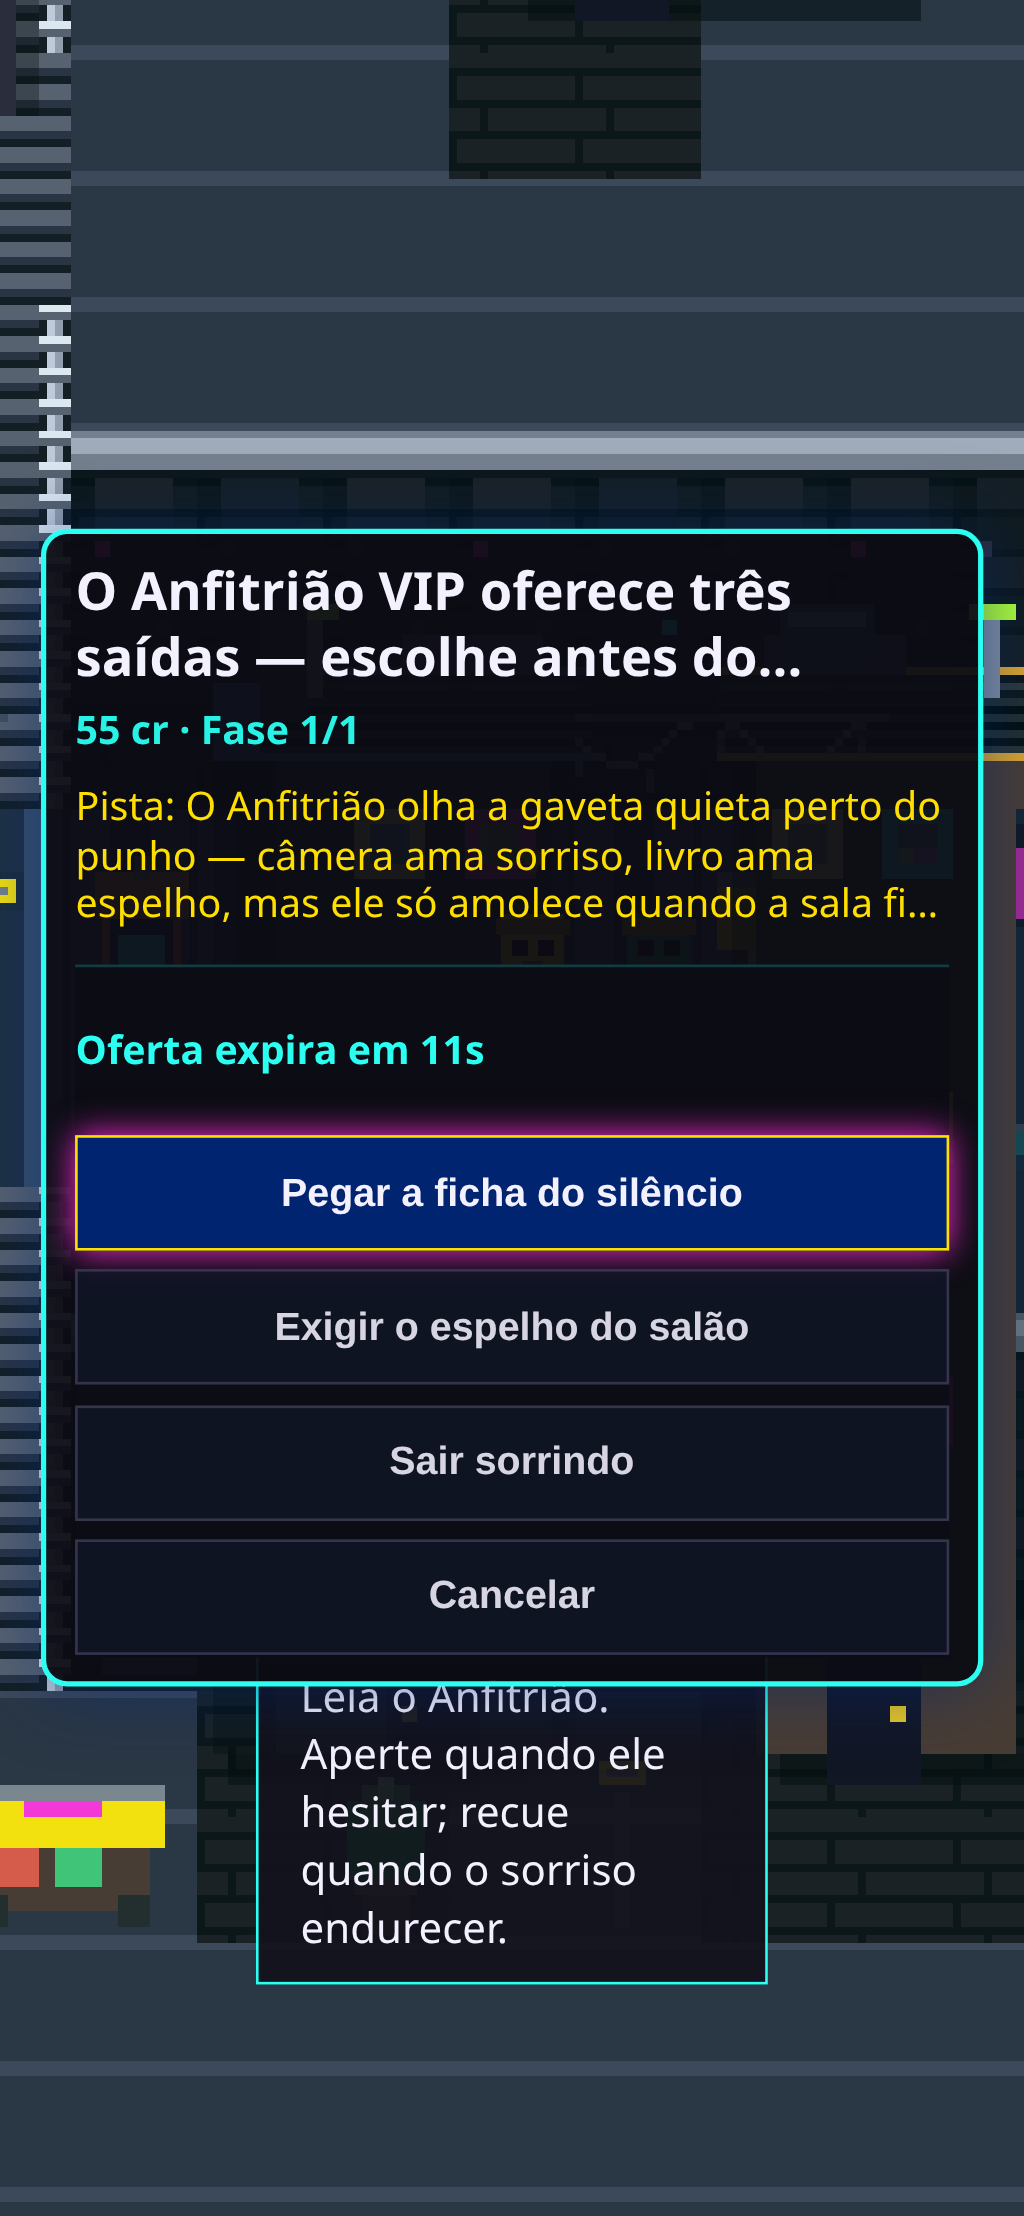 O Anfitrião VIP oferece três
saídas — escolhe antes do...
55 cr · Fase 1/1
Pista: O Anfitrião olha a gaveta quieta perto do
punho — câmera ama sorriso, livro ama
espelho, mas ele só amolece quando a sala fi...
Oferta expira em 11s
Pegar a ficha do silêncio
Exigir o espelho do salão
Sair sorrindo
Cancelar
Leia o Anfitrião.
Aperte quando ele
hesitar; recue
quando o sorriso
endurecer.